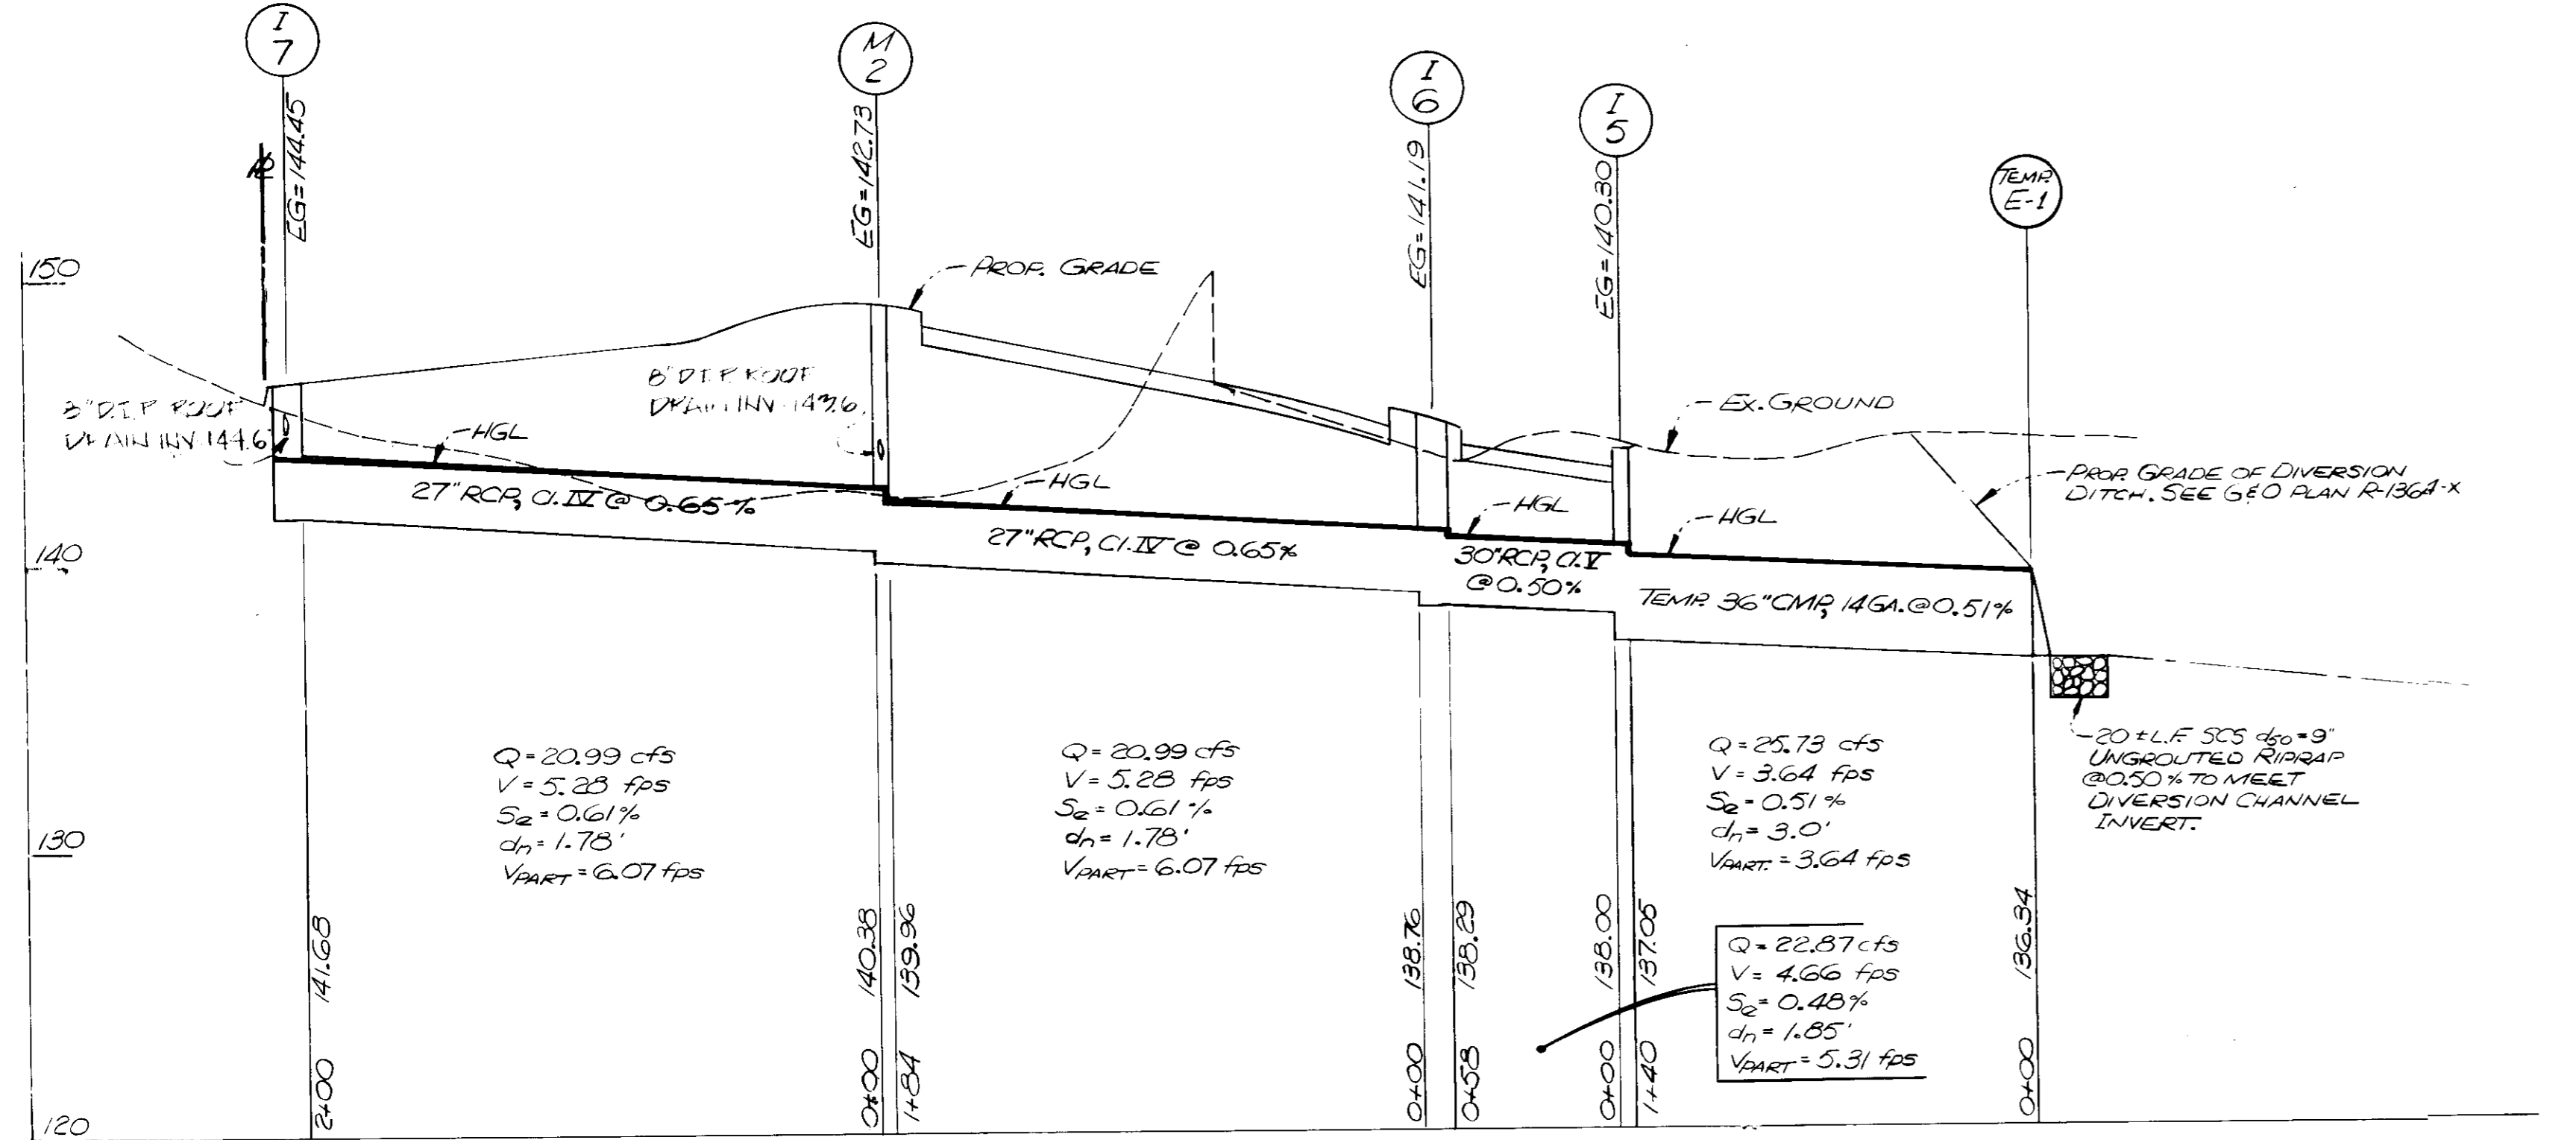 I
7
M
2
I
6
I
5
TEMP.
E-1
EG=144.45
EG=142.73
EG=141.19
EG=140.30
150
140
130
120
PROP. GRADE
8" D.I.P. ROOF
DRAIN INV. 144.6
8" D.I.P. ROOF
DRAIN INV. 143.6
HGL
HGL
HGL
HGL
EX. GROUND
PROP. GRADE OF DIVERSION
DITCH. SEE G&O PLAN R-136A-X
27" RCP, Cl. IV @ 0.65%
27" RCP, Cl. IV @ 0.65%
30" RCP, Cl. V
@ 0.50%
TEMP. 36" CMP, 14GA. @ 0.51%
20 ± L.F. SCS d50 = 9"
UNGROUTED RIPRAP
@ 0.50% TO MEET
DIVERSION CHANNEL
INVERT.
Q = 20.99 cfs
V = 5.28 fps
Se = 0.61%
dn = 1.78'
VPART = 6.07 fps
Q = 20.99 cfs
V = 5.28 fps
Se = 0.61%
dn = 1.78'
VPART = 6.07 fps
Q = 25.73 cfs
V = 3.64 fps
Se = 0.51%
dn = 3.0'
VPART. = 3.64 fps
Q = 22.87 cfs
V = 4.66 fps
Se = 0.48%
dn = 1.85'
VPART = 5.31 fps
2+00 141.68
0+00 140.38
1+84 139.96
0+00 138.76
0+58 138.29
0+00 138.00
1+40 137.05
0+00 136.34